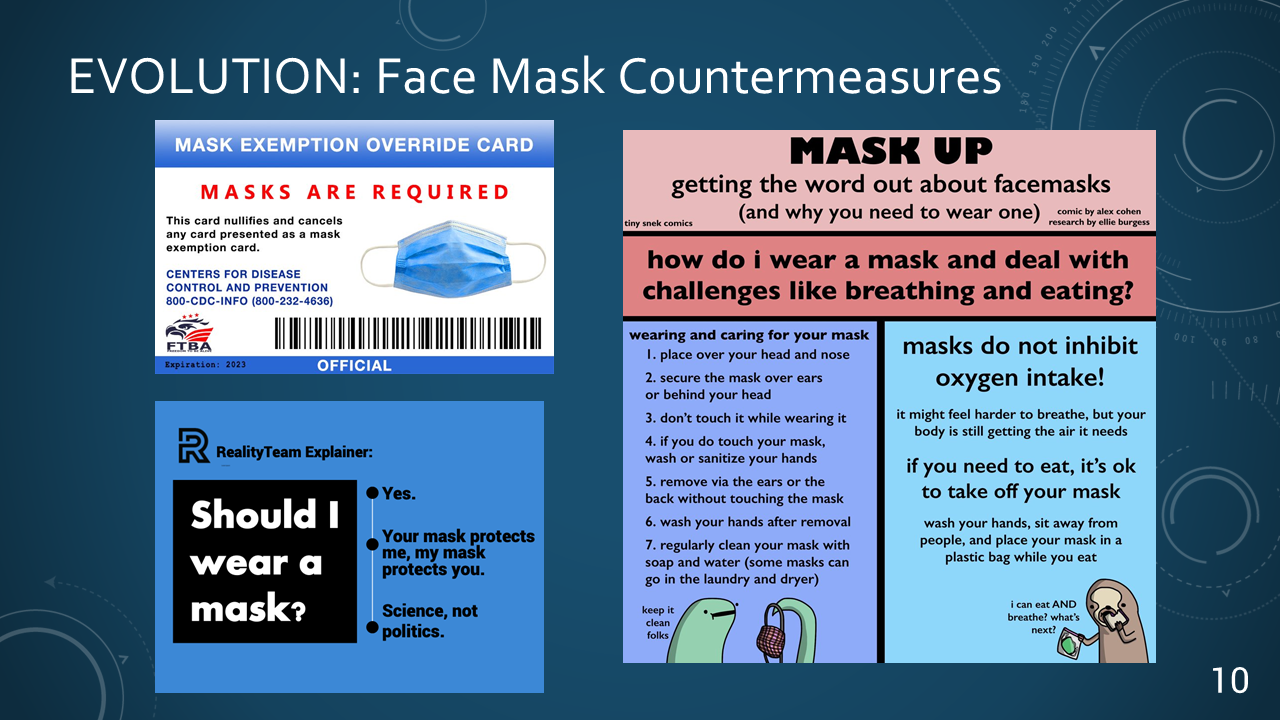 EVOLUTION: Face Mask Countermeasures
MASK EXEMPTION OVERRIDE CARD
MASKS ARE REQUIRED
This card nullifies and cancels
any card presented as a mask
exemption card.
CENTERS FOR DISEASE
CONTROL AND PREVENTION
800-CDC-INFO (800-232-4636)
FTBA
Expiration: 2023
OFFICIAL
RealityTeam Explainer:
Should I
wear a
mask?
Yes.
Your mask protects
me, my mask
protects you.
Science, not
politics.
MASK UP
getting the word out about facemasks
(and why you need to wear one)
tiny snek comics
comic by alex cohen
research by ellie burgess
how do i wear a mask and deal with
challenges like breathing and eating?
wearing and caring for your mask
1. place over your head and nose
2. secure the mask over ears
or behind your head
3. don't touch it while wearing it
4. if you do touch your mask,
wash or sanitize your hands
5. remove via the ears or the
back without touching the mask
6. wash your hands after removal
7. regularly clean your mask with
soap and water (some masks can
go in the laundry and dryer)
keep it
clean
folks
masks do not inhibit
oxygen intake!
it might feel harder to breathe, but your
body is still getting the air it needs
if you need to eat, it's ok
to take off your mask
wash your hands, sit away from
people, and place your mask in a
plastic bag while you eat
i can eat AND
breathe? what's
next?
10